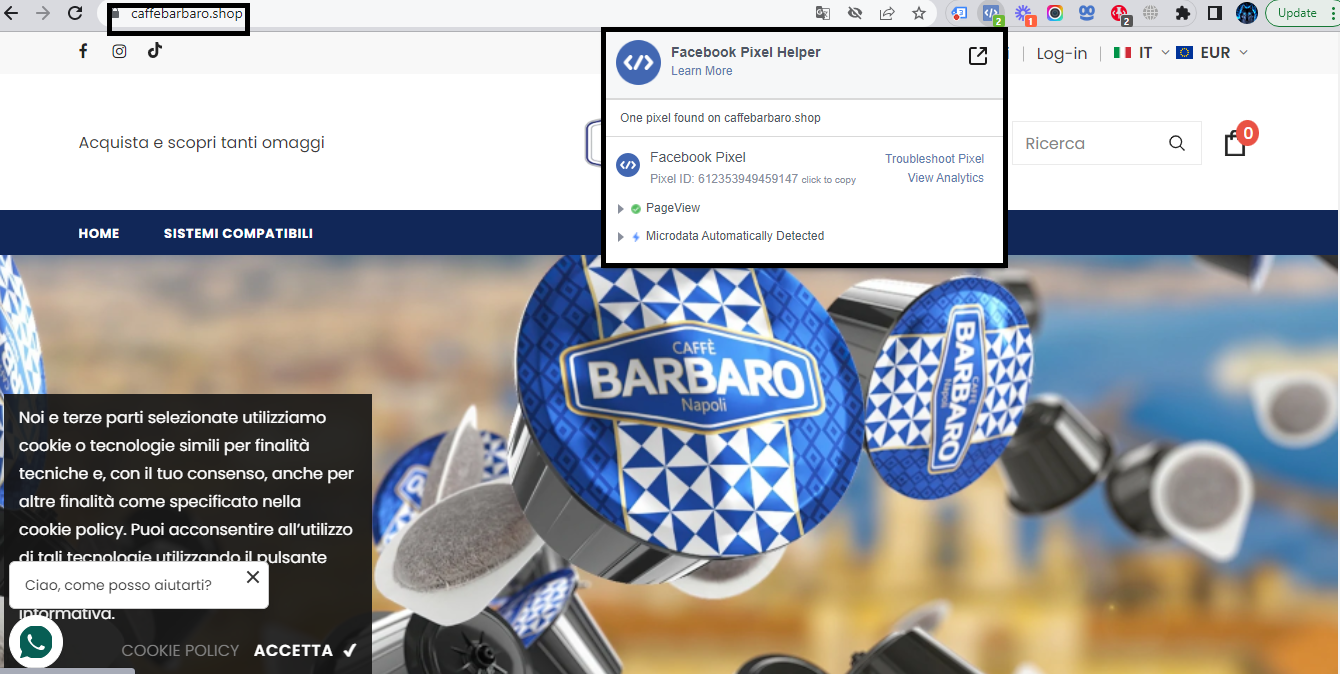 caffebarbaro.shop
2
1
2
Update
Facebook Pixel Helper
Learn More
Log-in
IT
EUR
One pixel found on caffebarbaro.shop
Acquista e scopri tanti omaggi
Ricerca
0
Facebook Pixel
Troubleshoot Pixel
Pixel ID: 612353949459147 click to copy
View Analytics
PageView
Microdata Automatically Detected
HOME
SISTEMI COMPATIBILI
CAFFÈ
BARBARO
Napoli
CAFFÈ
BARBARO
Napoli
Noi e terze parti selezionate utilizziamo
cookie o tecnologie simili per finalità
tecniche e, con il tuo consenso, anche per
altre finalità come specificato nella
cookie policy. Puoi acconsentire all'utilizzo
di tali tecnologie utilizzando il pulsante
Ciao, come posso aiutarti?
informativa.
COOKIE POLICY
ACCETTA